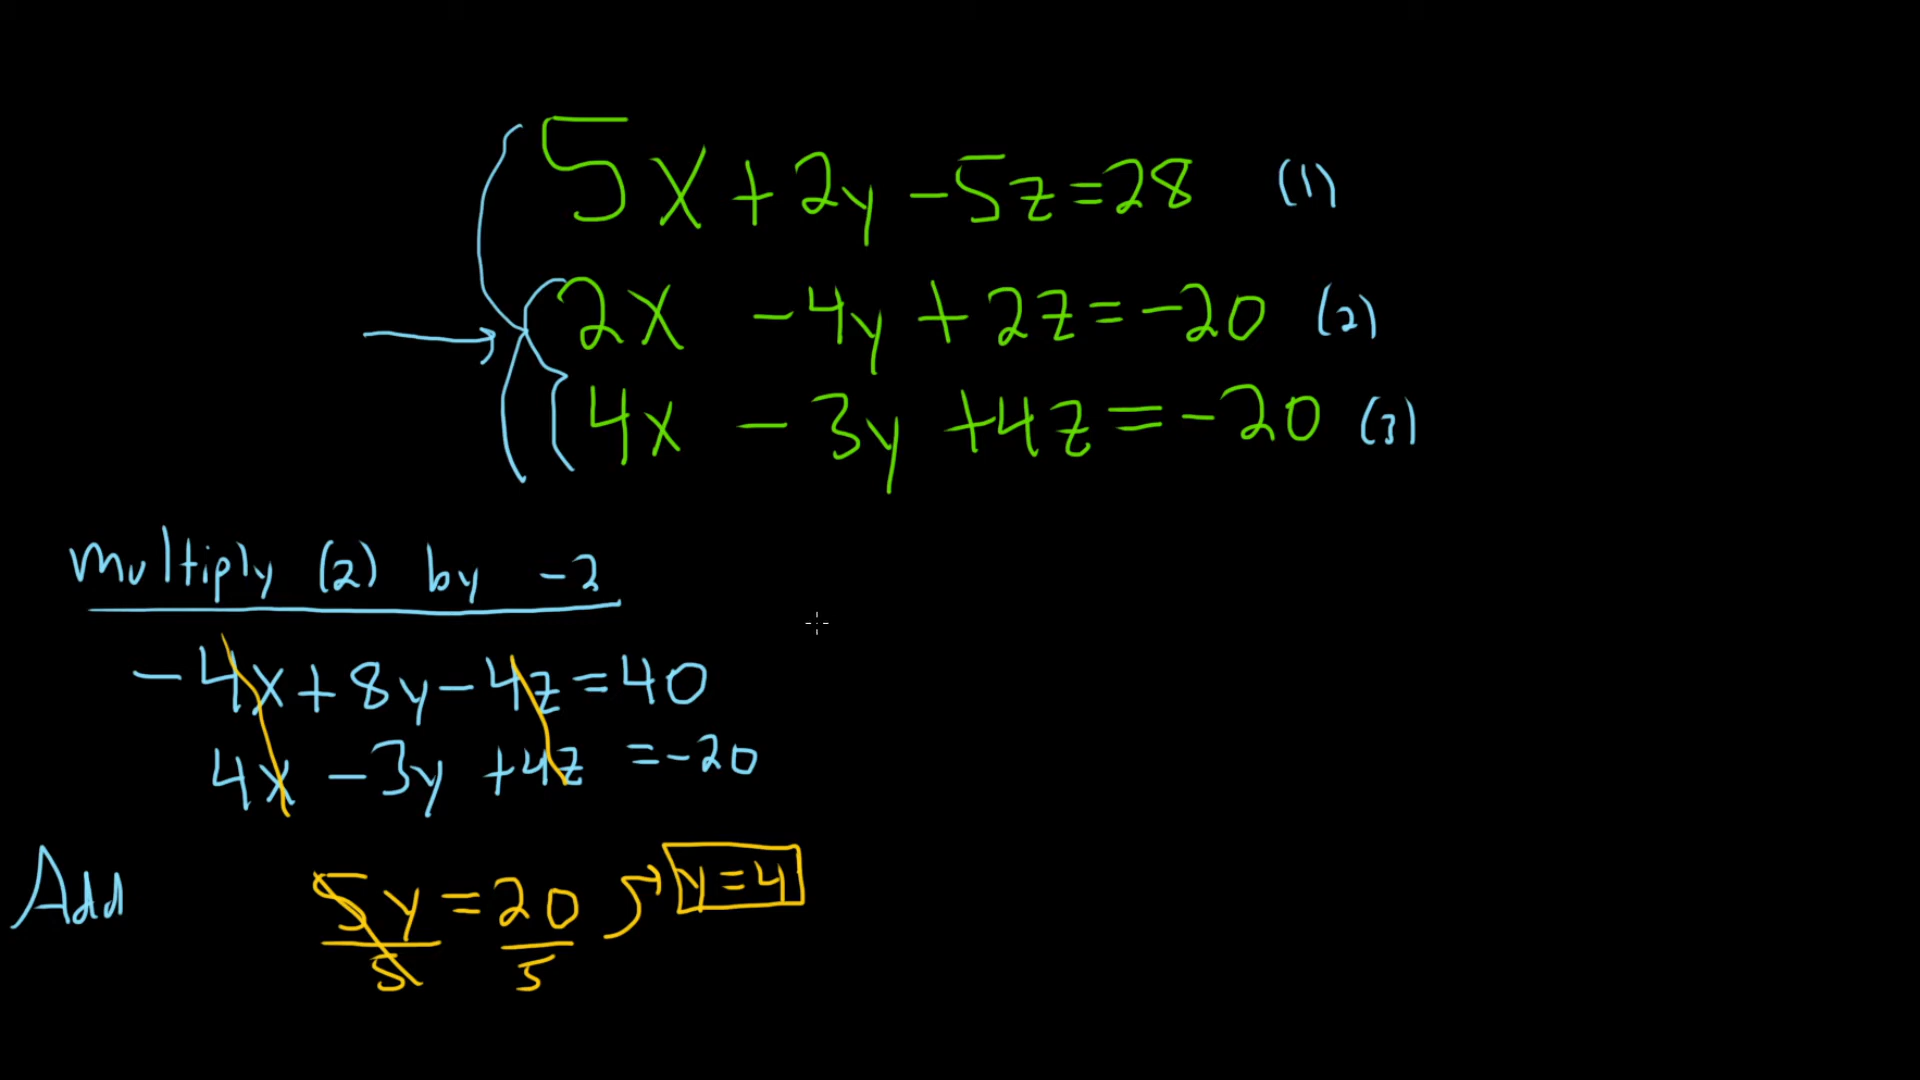 5x + 2y - 5z = 28 (1)
2x - 4y + 2z = -20 (2)
4x - 3y + 4z = -20 (3)
Multiply (2) by -2
-4x + 8y - 4z = 40
4x - 3y + 4z = -20
Add 5y = 20 y = 4
5 5